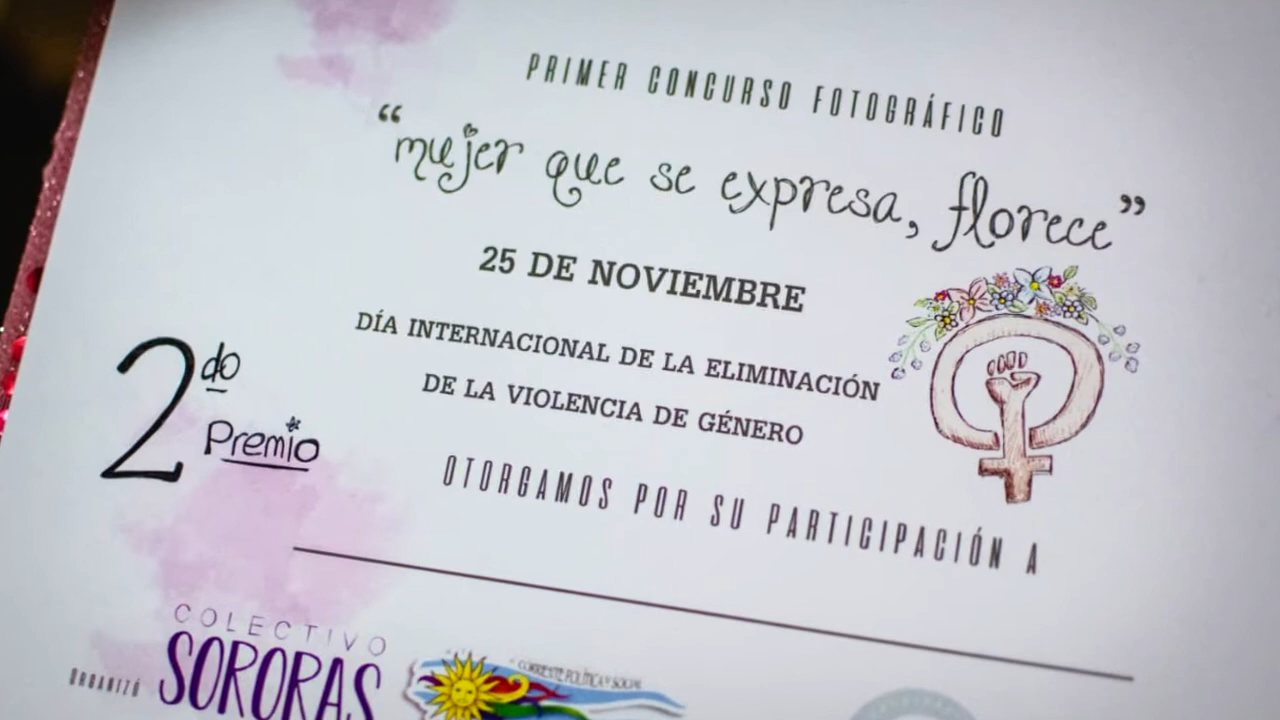 PRIMER CONCURSO FOTOGRÁFICO
“mujer que se expresa, florece”
25 DE NOVIEMBRE
DÍA INTERNACIONAL DE LA ELIMINACIÓN
DE LA VIOLENCIA DE GÉNERO
2do Premio
OTORGAMOS POR SU PARTICIPACIÓN A
ORGANIZÓ
COLECTIVO
SORORAS
CORRIENTE POLÍTICA Y SOCIAL